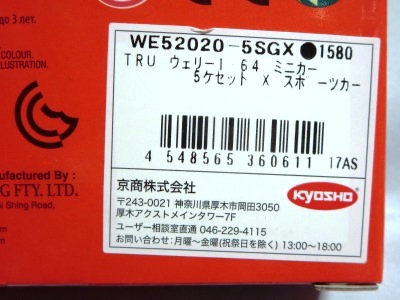 до 3 лет.
COLOUR.
LLUSTRATION.
WE52020-5SGX ●1580
TRU ウェリー1 64 ミニカー
5ケセット X スポーツカー
4 548565 360611 17AS
京商株式会社
〒243-0021 神奈川県厚木市岡田3050
厚木アクストメインタワー7F
ユーザー相談室直通 046-229-4115
お問い合わせ:月曜~金曜(祝祭日を除く) 13:00~18:00
KYOSHO
ufactured By :
G FTY. LTD.
i Shing Road,